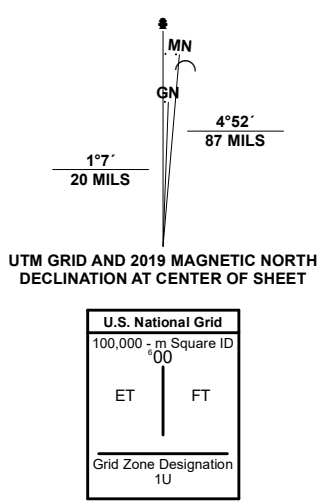 MN
GN
4°52´
87 MILS
1°7´
20 MILS
UTM GRID AND 2019 MAGNETIC NORTH
DECLINATION AT CENTER OF SHEET
U.S. National Grid
100,000 - m Square ID
600
ET FT
Grid Zone Designation
1U